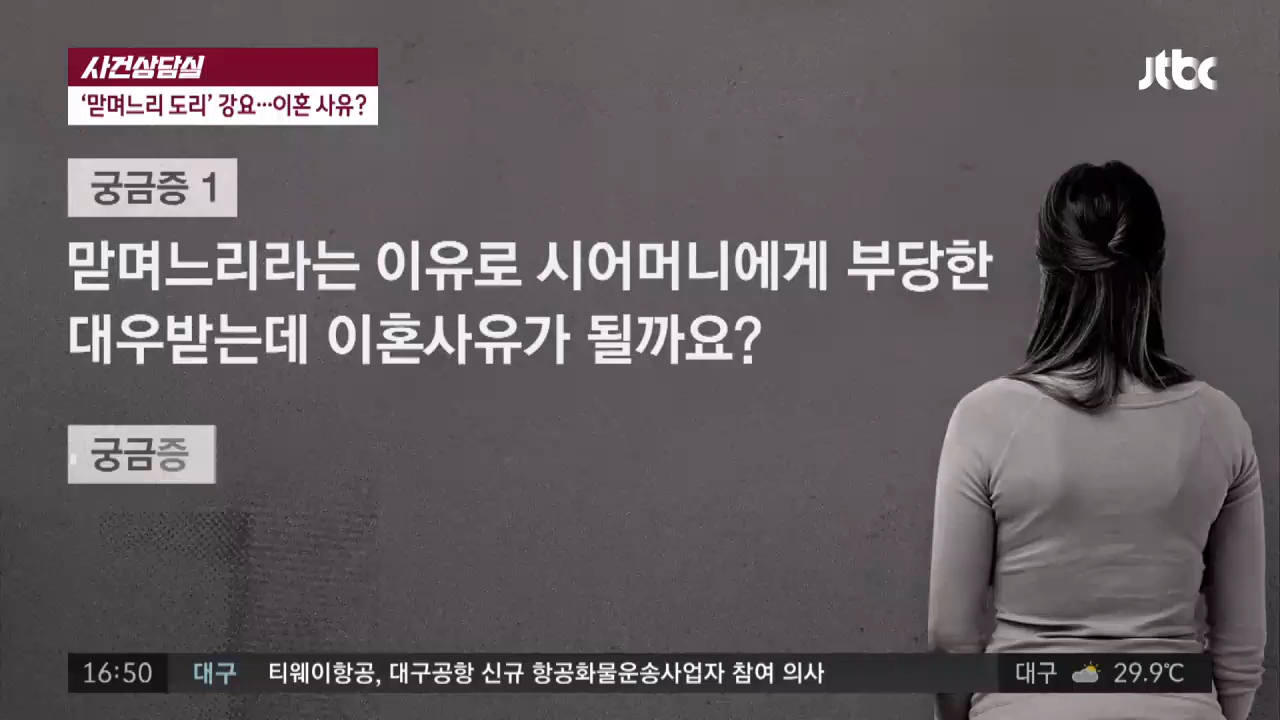 사건상담실
‘맏며느리 도리’ 강요…이혼 사유?
jtbc
궁금증 1
맏며느리라는 이유로 시어머니에게 부당한
대우받는데 이혼사유가 될까요?
궁금증
16:50 대구 티웨이항공, 대구공항 신규 항공화물운송사업자 참여 의사 대구 29.9℃